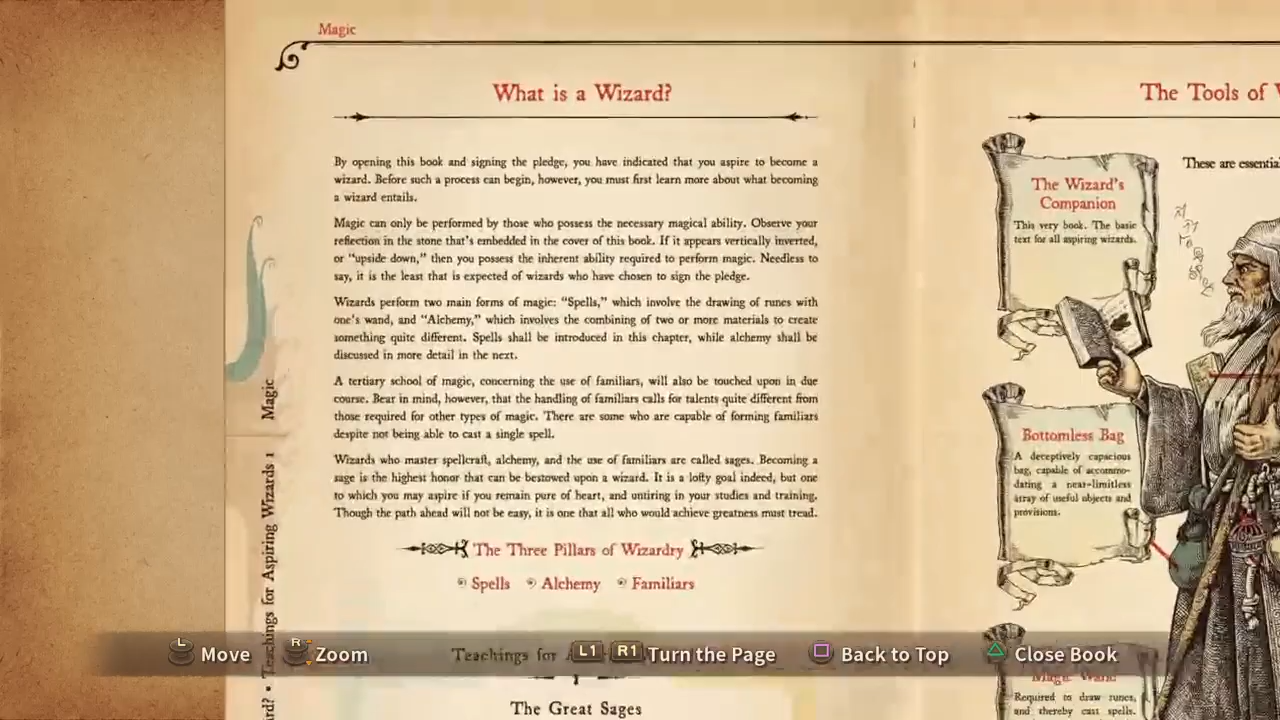 Magic
What is a Wizard?
By opening this book and signing the pledge, you have indicated that you aspire to become a
wizard. Before such a process can begin, however, you must first learn more about what becoming
a wizard entails.
Magic can only be performed by those who possess the necessary magical ability. Observe your
reflection in the stone that's embedded in the cover of this book. If it appears vertically inverted,
or "upside down," then you possess the inherent ability required to perform magic. Needless to
say, it is the least that is expected of wizards who have chosen to sign the pledge.
Wizards perform two main forms of magic: "Spells," which involve the drawing of runes with
one's wand, and "Alchemy," which involves the combining of two or more materials to create
something quite different. Spells shall be introduced in this chapter, while alchemy shall be
discussed in more detail in the next.
A tertiary school of magic, concerning the use of familiars, will also be touched upon in due
course. Bear in mind, however, that the handling of familiars calls for talents quite different from
those required for other types of magic. There are some who are capable of forming familiars
despite not being able to cast a single spell.
Wizards who master spellcraft, alchemy, and the use of familiars are called sages. Becoming a
sage is the highest honor that can be bestowed upon a wizard. It is a lofty goal indeed, but one
to which you may aspire if you remain pure of heart, and untiring in your studies and training.
Though the path ahead will not be easy, it is one that all who would achieve greatness must tread.
The Three Pillars of Wizardry
Spells Alchemy Familiars
Teachings for
The Great Sages
rd? • Teachings for Aspiring Wizards 1 Magic
The Tools of
These are essential
The Wizard's
Companion
This very book. The basic
text for all aspiring wizards.
Bottomless Bag
A deceptively capacious
bag, capable of accommo-
dating a near-limitless
array of useful objects and
provisions.
Magic Wand
Required to draw runes,
and thereby cast spells.
L Move R Zoom L1 R1 Turn the Page Back to Top Close Book